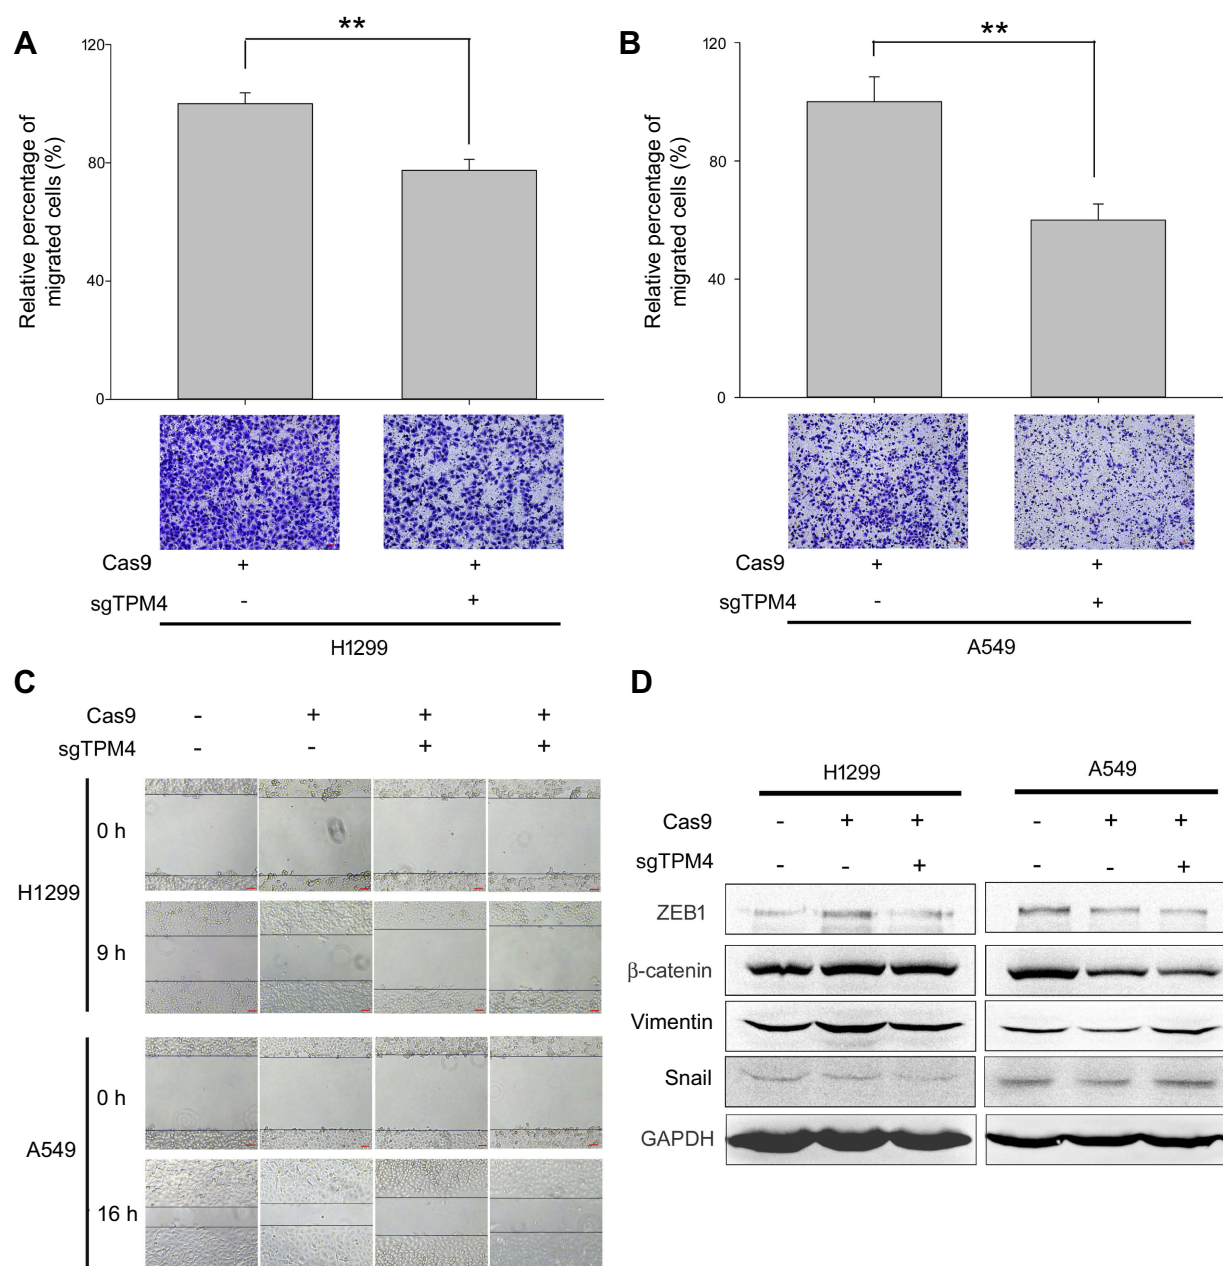 A
**
120
80
40
0
Relative percentage of
migrated cells (%)
Cas9 + +
sgTPM4 - +
H1299
B
**
120
80
40
0
Relative percentage of
migrated cells (%)
Cas9 + +
sgTPM4 - +
A549
C
Cas9 - + + +
sgTPM4 - - + +
H1299
0 h
9 h
A549
0 h
16 h
D
H1299 A549
Cas9 - + + - + +
sgTPM4 - - + - - +
ZEB1
β-catenin
Vimentin
Snail
GAPDH